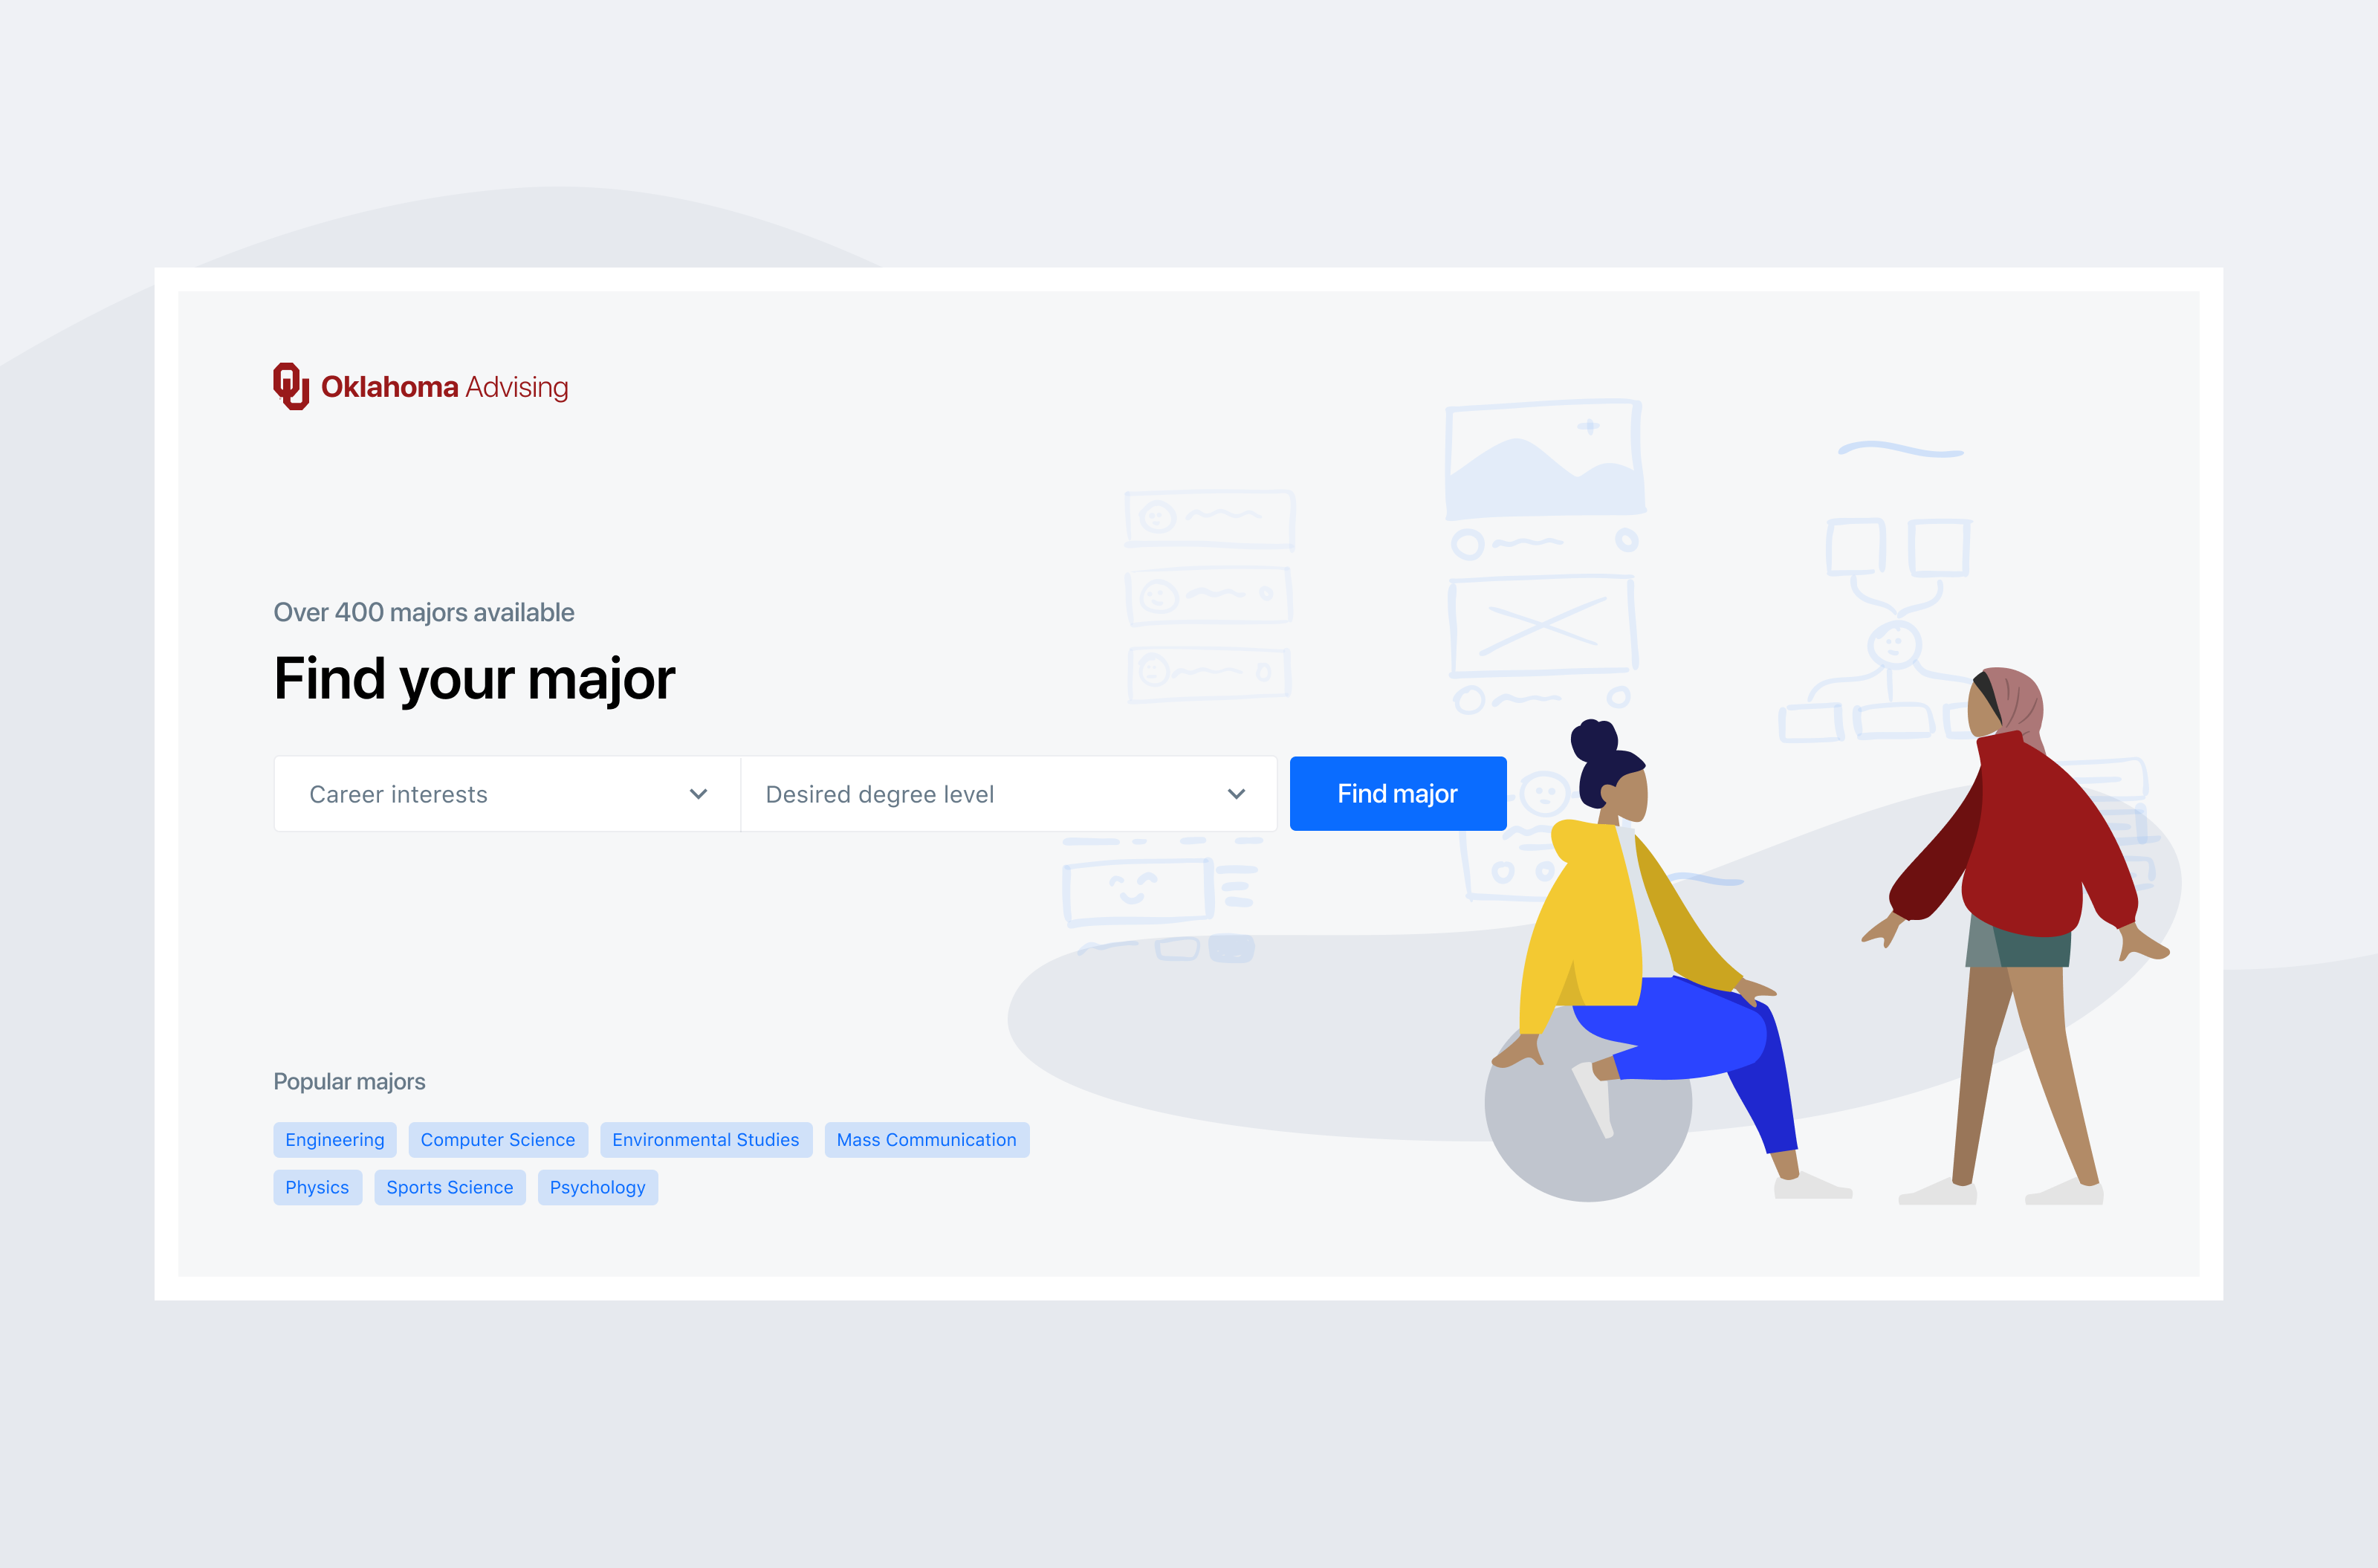 OU Oklahoma Advising
Over 400 majors available
Find your major
Career interests
Desired degree level
Find major
Popular majors
Engineering
Computer Science
Environmental Studies
Mass Communication
Physics
Sports Science
Psychology